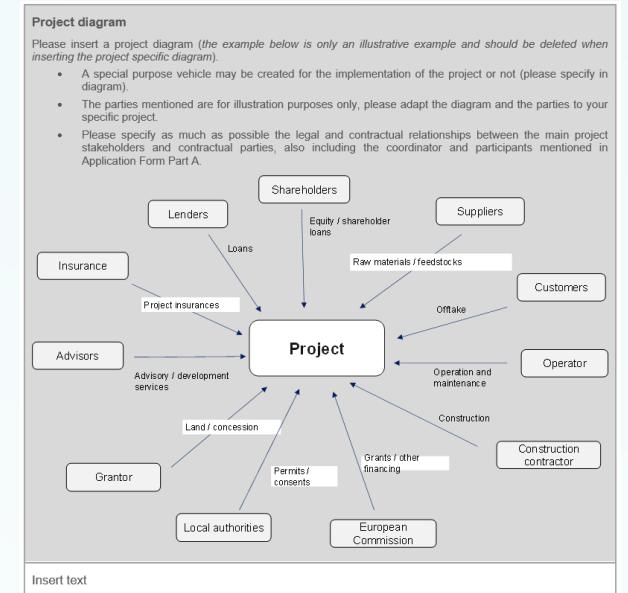 Project diagram
Please insert a project diagram (the example below is only an illustrative example and should be deleted when
inserting the project specific diagram).
• A special purpose vehicle may be created for the implementation of the project or not (please specify in
diagram).
• The parties mentioned are for illustration purposes only, please adapt the diagram and the parties to your
specific project.
• Please specify as much as possible the legal and contractual relationships between the main project
stakeholders and contractual parties, also including the coordinator and participants mentioned in
Application Form Part A.
Shareholders
Lenders
Suppliers
Equity / shareholder
loans
Loans
Raw materials / feedstocks
Insurance
Customers
Project insurances
Offtake
Project
Advisors
Operator
Advisory / development
services
Operation and
maintenance
Construction
Land / concession
Construction
contractor
Grants / other
financing
Permits /
consents
Grantor
Local authorities
European
Commission
Insert text